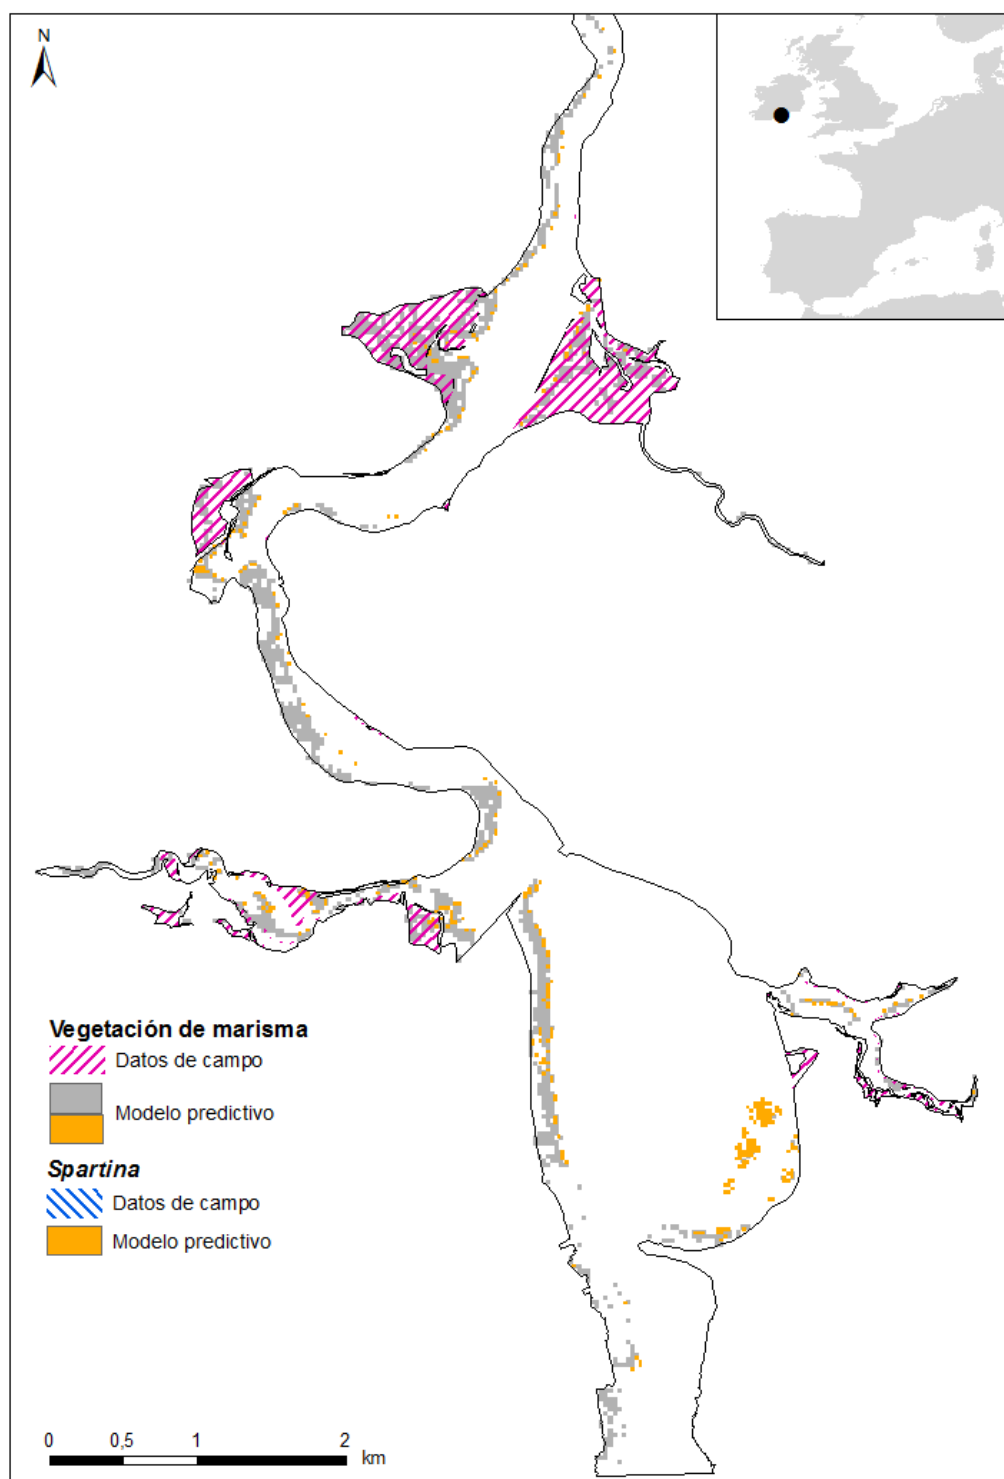 N
Vegetación de marisma
Datos de campo
Modelo predictivo
Spartina
Datos de campo
Modelo predictivo
0 0,5 1 2
km